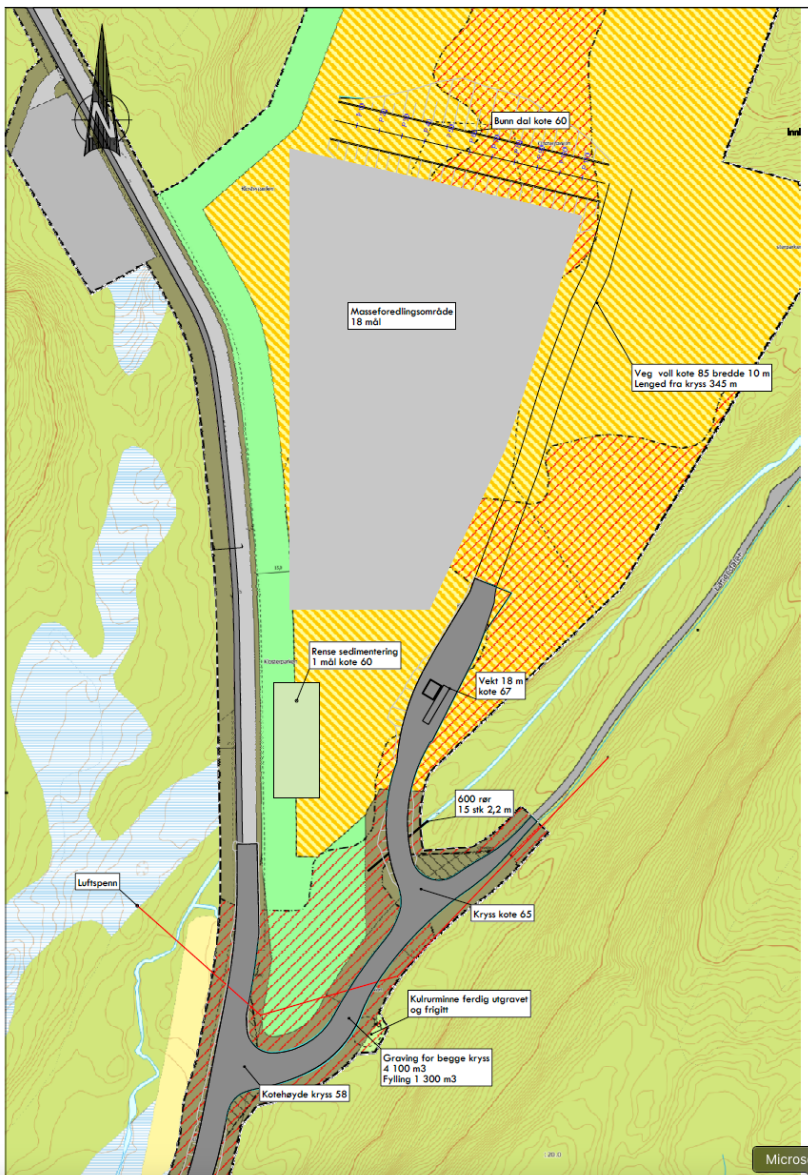 Bunn dal kote 60
Masseforedlingsområde
18 mål
Veg voll kote 85 bredde 10 m
Lenged fra kryss 345 m
Rense sedimentering
1 mål kote 60
Vekt 18 m
kote 67
600 rør
15 stk 2,2 m
Luftspenn
Kryss kote 65
Kulrurminne ferdig utgravet
og frigitt
Graving for begge kryss
4 100 m3
Fylling 1 300 m3
Kotehøyde kryss 58
Micros